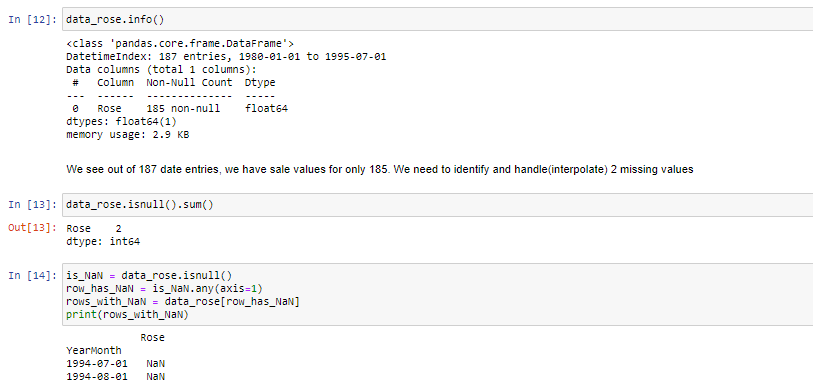 In [12]: data_rose.info()
<class 'pandas.core.frame.DataFrame'>
DatetimeIndex: 187 entries, 1980-01-01 to 1995-07-01
Data columns (total 1 columns):
 #   Column  Non-Null Count  Dtype
---  ------  --------------  -----
 0   Rose    185 non-null    float64
dtypes: float64(1)
memory usage: 2.9 KB
We see out of 187 date entries, we have sale values for only 185. We need to identify and handle(interpolate) 2 missing values
In [13]: data_rose.isnull().sum()
Out[13]: Rose    2
dtype: int64
In [14]: is_NaN = data_rose.isnull()
row_has_NaN = is_NaN.any(axis=1)
rows_with_NaN = data_rose[row_has_NaN]
print(rows_with_NaN)
            Rose
YearMonth
1994-07-01   NaN
1994-08-01   NaN